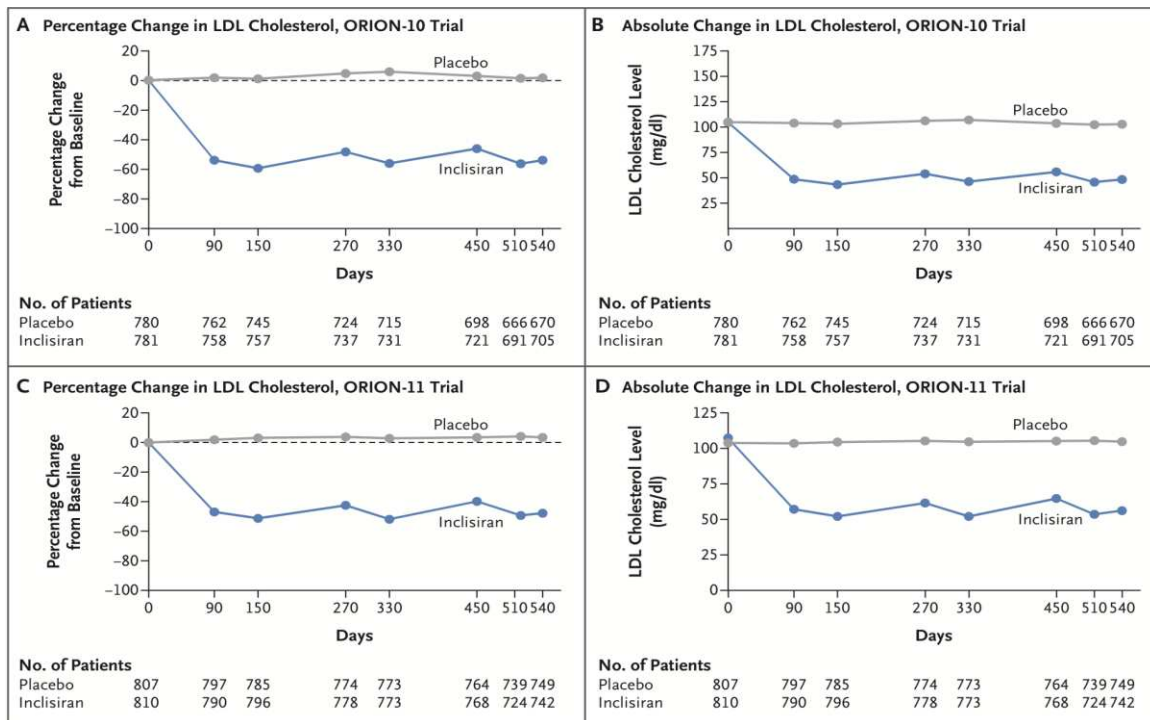 A Percentage Change in LDL Cholesterol, ORION-10 Trial
Percentage Change
from Baseline
20
0
−20
−40
−60
−80
−100
Placebo
Inclisiran
0 90 150 270 330 450 510 540
Days
No. of Patients
Placebo 780 762 745 724 715 698 666 670
Inclisiran 781 758 757 737 731 721 691 705
B Absolute Change in LDL Cholesterol, ORION-10 Trial
LDL Cholesterol Level
(mg/dl)
175
150
125
100
75
50
25
Placebo
Inclisiran
0 90 150 270 330 450 510 540
Days
No. of Patients
Placebo 780 762 745 724 715 698 666 670
Inclisiran 781 758 757 737 731 721 691 705
C Percentage Change in LDL Cholesterol, ORION-11 Trial
Percentage Change
from Baseline
20
0
−20
−40
−60
−80
−100
Placebo
Inclisiran
0 90 150 270 330 450 510 540
Days
No. of Patients
Placebo 807 797 785 774 773 764 739 749
Inclisiran 810 790 796 778 773 768 724 742
D Absolute Change in LDL Cholesterol, ORION-11 Trial
LDL Cholesterol Level
(mg/dl)
125
100
75
50
25
0
Placebo
Inclisiran
0 90 150 270 330 450 510 540
Days
No. of Patients
Placebo 807 797 785 774 773 764 739 749
Inclisiran 810 790 796 778 773 768 724 742